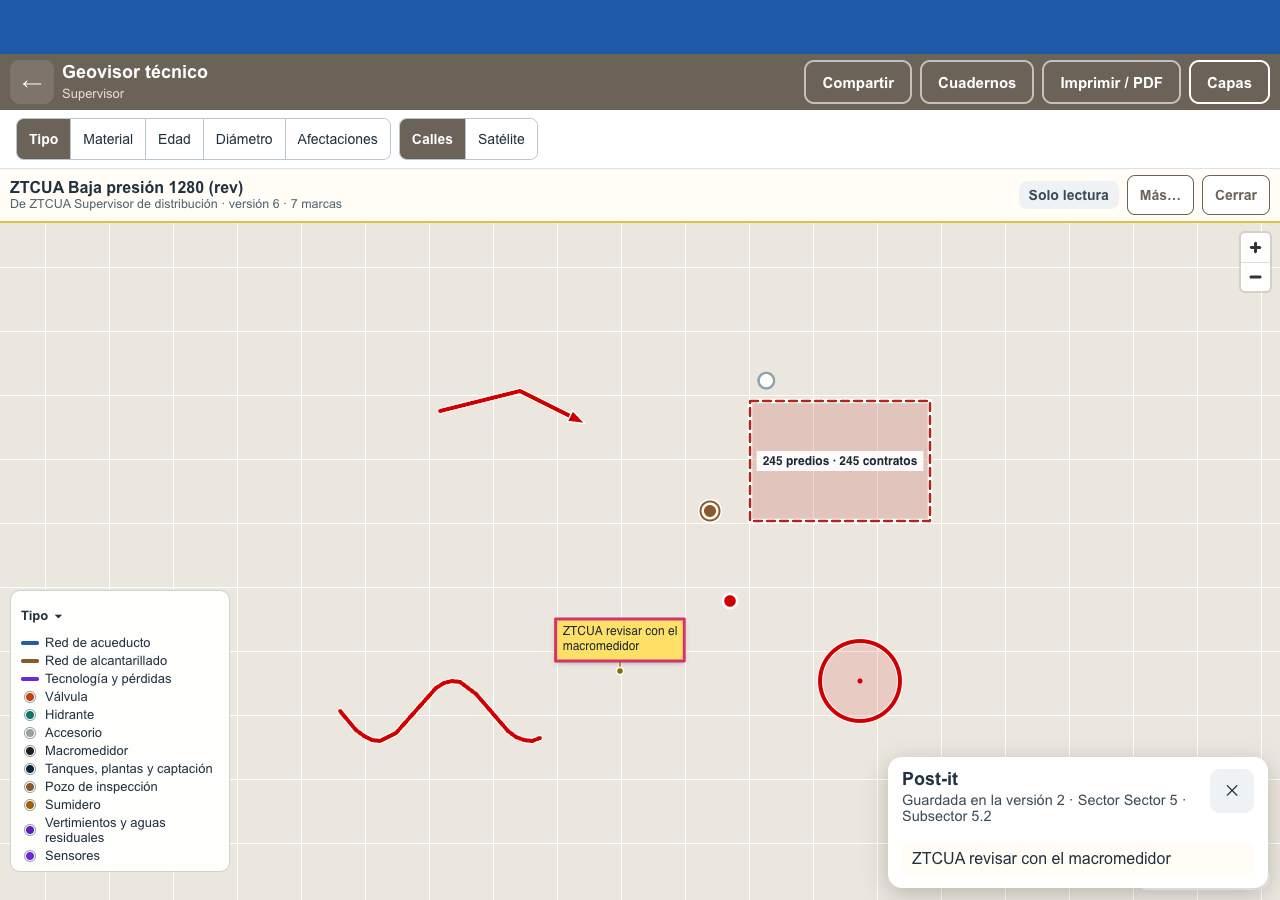 ←
Geovisor técnico
Supervisor
Compartir
Cuadernos
Imprimir / PDF
Capas
Tipo
Material
Edad
Diámetro
Afectaciones
Calles
Satélite
ZTCUA Baja presión 1280 (rev)
De ZTCUA Supervisor de distribución · versión 6 · 7 marcas
Solo lectura
Más…
Cerrar
+
−
245 predios · 245 contratos
ZTCUA revisar con el
macromedidor
Tipo
Red de acueducto
Red de alcantarillado
Tecnología y pérdidas
Válvula
Hidrante
Accesorio
Macromedidor
Tanques, plantas y captación
Pozo de inspección
Sumidero
Vertimientos y aguas
residuales
Sensores
Post-it
Guardada en la versión 2 · Sector Sector 5 ·
Subsector 5.2
×
ZTCUA revisar con el macromedidor